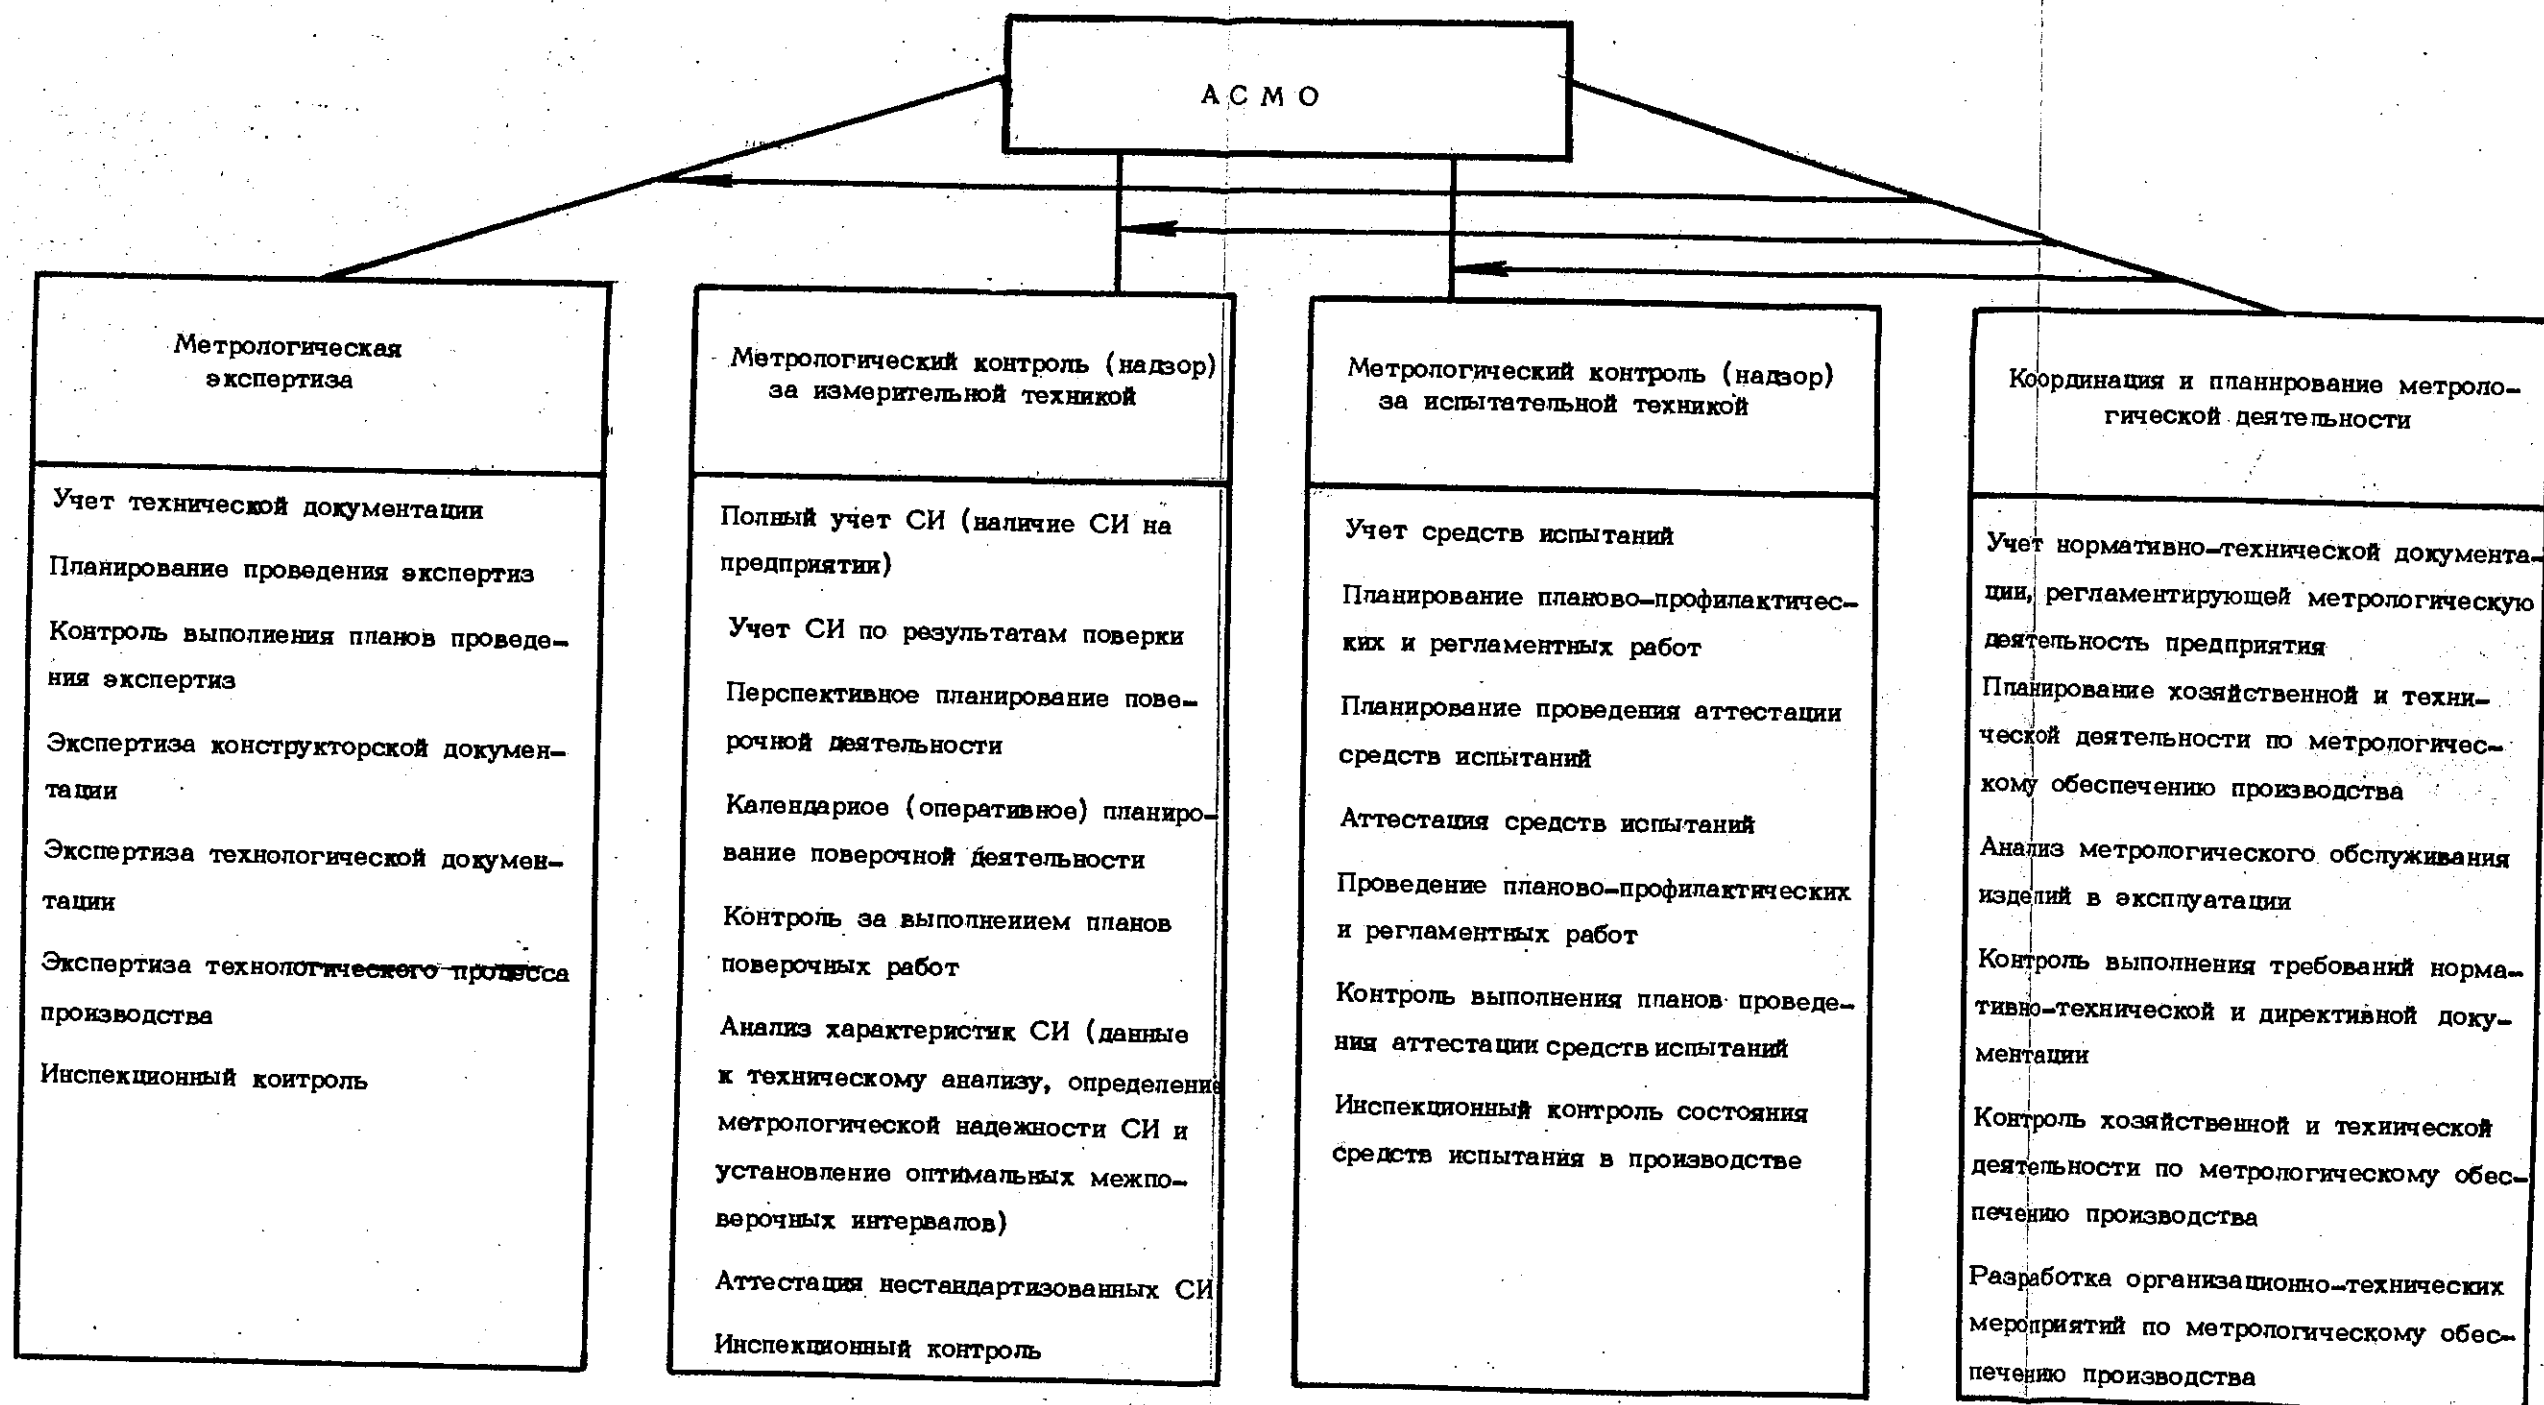 АСМО
Метрологическая
экспертиза
Учет технической документации
Планирование проведения экспертиз
Контроль выполнения планов проведе-
ния экспертиз
Экспертиза конструкторской докумен-
тации
Экспертиза технологической докумен-
тации
Экспертиза технологического процесса
производства
Инспекционный контроль
Метрологический контроль (надзор)
за измерительной техникой
Полный учет СИ (наличие СИ на
предприятии)
Учет СИ по результатам поверки
Перспективное планирование пове-
рочной деятельности
Календарное (оперативное) планиро-
вание поверочной деятельности
Контроль за выполнением планов
поверочных работ
Анализ характеристик СИ (данные
к техническому анализу, определение
метрологической надежности СИ и
установление оптимальных межпо-
верочных интервалов)
Аттестация нестандартизованных СИ
Инспекционный контроль
Метрологический контроль (надзор)
за испытательной техникой
Учет средств испытаний
Планирование планово-профилактичес-
ких и регламентных работ
Планирование проведения аттестации
средств испытаний
Аттестация средств испытаний
Проведение планово-профилактических
и регламентных работ
Контроль выполнения планов проведе-
ния аттестации средств испытаний
Инспекционный контроль состояния
средств испытания в производстве
Координация и планирование метроло-
гической деятельности
Учет нормативно-технической документа-
ции, регламентирующей метрологическую
деятельность предприятия
Планирование хозяйственной и техни-
ческой деятельности по метрологичес-
кому обеспечению производства
Анализ метрологического обслуживания
изделий в эксплуатации
Контроль выполнения требований норма-
тивно-технической и директивной доку-
ментации
Контроль хозяйственной и технической
деятельности по метрологическому обес-
печению производства
Разработка организационно-технических
мероприятий по метрологическому обес-
печению производства